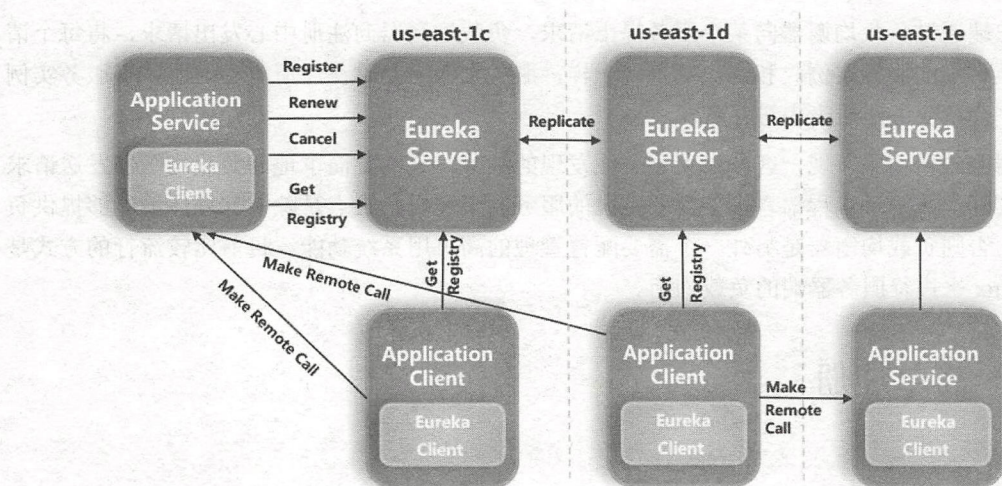 us-east-1c
us-east-1d
us-east-1e
Application
Service
Eureka
Client
Register
Renew
Cancel
Get
Registry
Eureka
Server
Replicate
Eureka
Server
Replicate
Eureka
Server
Make Remote Call
Make Remote Call
Get
Registry
Get
Registry
Application
Client
Eureka
Client
Application
Client
Eureka
Client
Make
Remote
Call
Application
Service
Eureka
Client